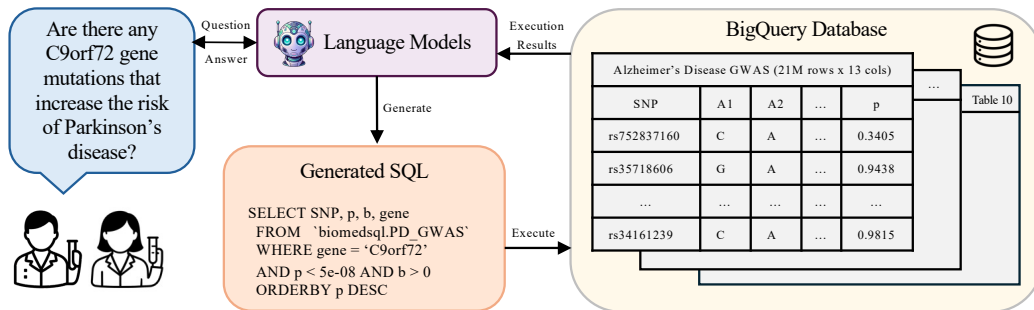 Are there any
C9orf72 gene
mutations that
increase the risk
of Parkinson's
disease?
Question
Answer
Language Models
Execution
Results
Generate
Generated SQL
SELECT SNP, p, b, gene
FROM `biomedsql.PD_GWAS`
WHERE gene = ‘C9orf72’
AND p < 5e-08 AND b > 0
ORDERBY p DESC
Execute
BigQuery Database
Alzheimer’s Disease GWAS (21M rows x 13 cols)
SNP A1 A2 ... p
rs752837160 C A ... 0.3405
rs35718606 G A ... 0.9438
... ... ... ... ...
rs34161239 C A ... 0.9815
...
Table 10